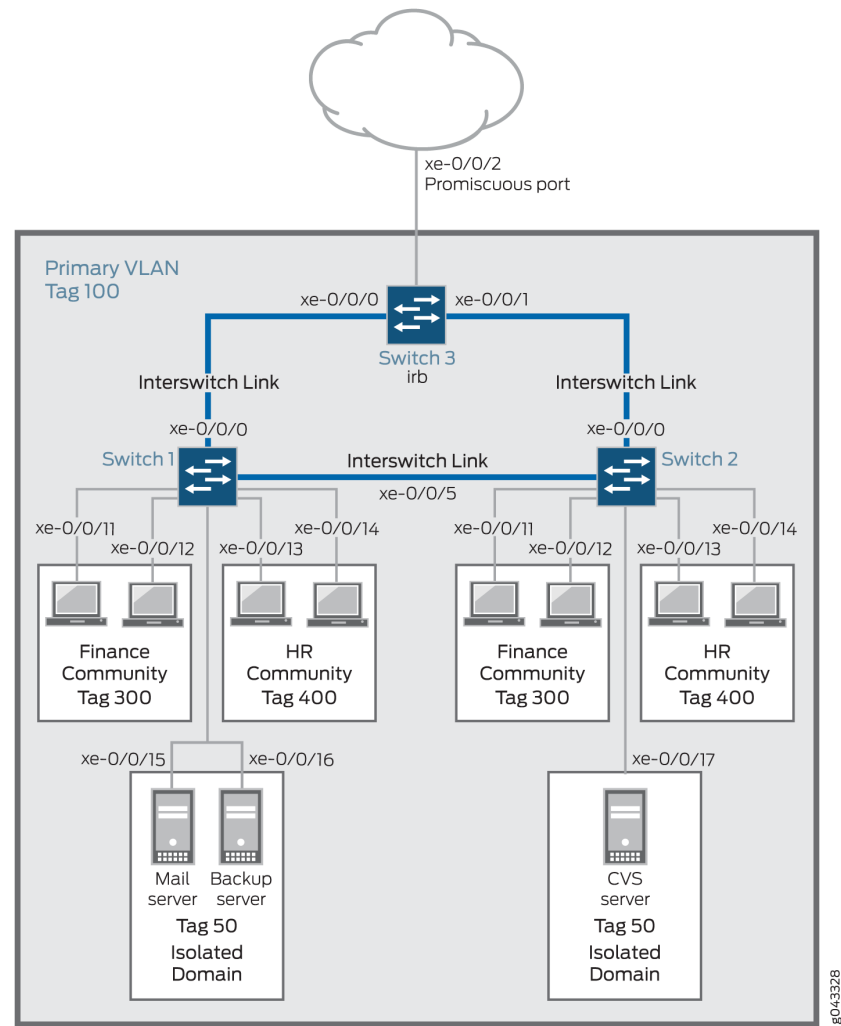 xe-0/0/2
Promiscuous port
Primary VLAN
Tag 100
xe-0/0/0
xe-0/0/1
Switch 3
irb
Interswitch Link
Interswitch Link
xe-0/0/0
xe-0/0/0
Switch 1
Interswitch Link
Switch 2
xe-0/0/5
xe-0/0/11
xe-0/0/12
xe-0/0/13
xe-0/0/14
xe-0/0/11
xe-0/0/12
xe-0/0/13
xe-0/0/14
Finance
Community
Tag 300
HR
Community
Tag 400
Finance
Community
Tag 300
HR
Community
Tag 400
xe-0/0/15
xe-0/0/16
xe-0/0/17
Mail
server
Backup
server
Tag 50
Isolated
Domain
CVS
server
Tag 50
Isolated
Domain
g043328